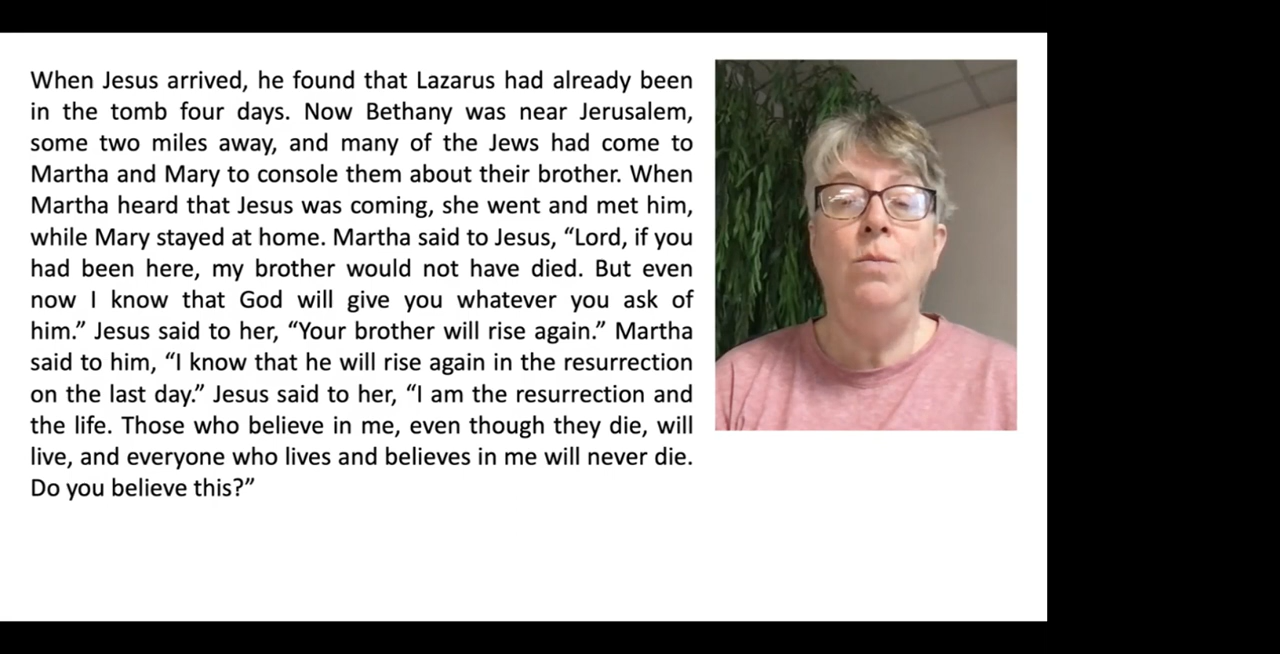 When Jesus arrived, he found that Lazarus had already been
in the tomb four days. Now Bethany was near Jerusalem,
some two miles away, and many of the Jews had come to
Martha and Mary to console them about their brother. When
Martha heard that Jesus was coming, she went and met him,
while Mary stayed at home. Martha said to Jesus, “Lord, if you
had been here, my brother would not have died. But even
now I know that God will give you whatever you ask of
him.” Jesus said to her, “Your brother will rise again.” Martha
said to him, “I know that he will rise again in the resurrection
on the last day.” Jesus said to her, “I am the resurrection and
the life. Those who believe in me, even though they die, will
live, and everyone who lives and believes in me will never die.
Do you believe this?”